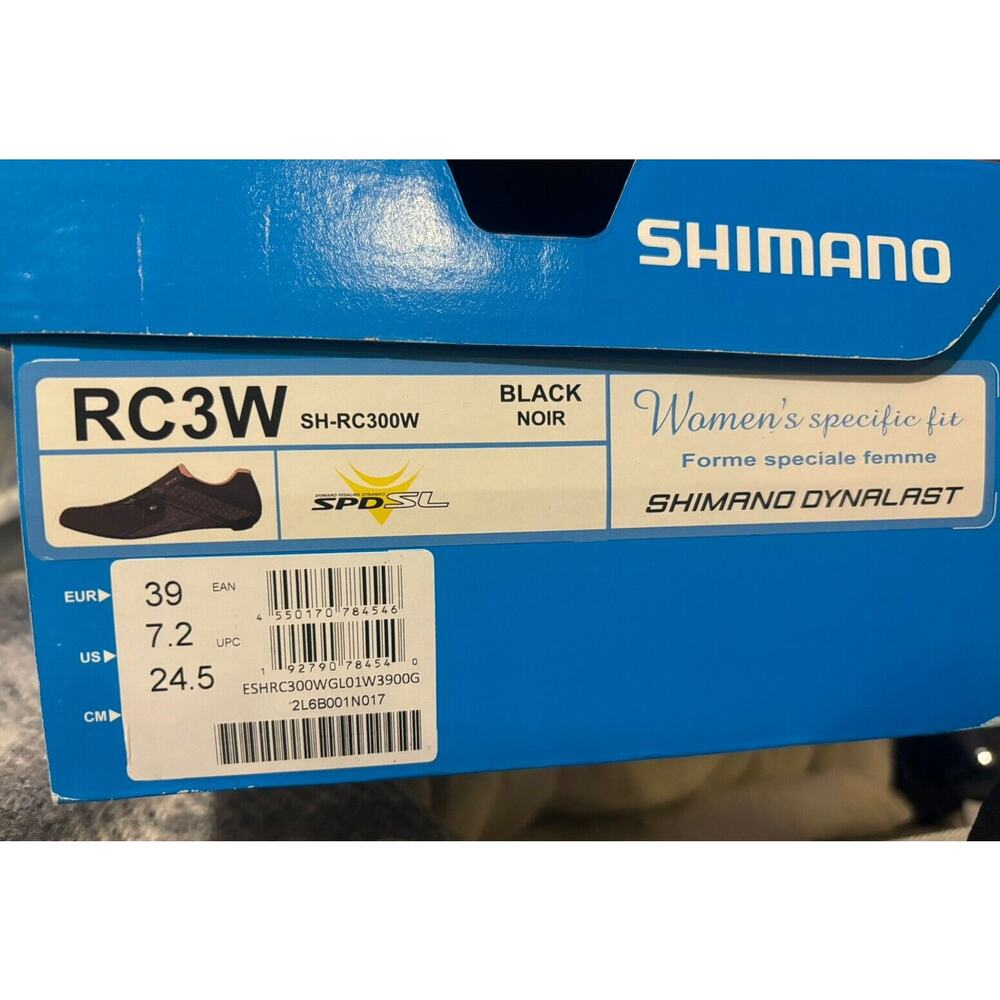 SHIMANO
RC3W SH-RC300W
BLACK
NOIR
Women's specific fit
Forme speciale femme
SHIMANO DYNALAST
SHIMANO PEDALING DYNAMICS
SPD-SL
EUR▶ 39 EAN
4 550170 784546
US▶ 7.2 UPC
1 92790 78454 0
CM▶ 24.5
ESHRC300WGL01W3900G
2L6B001N017